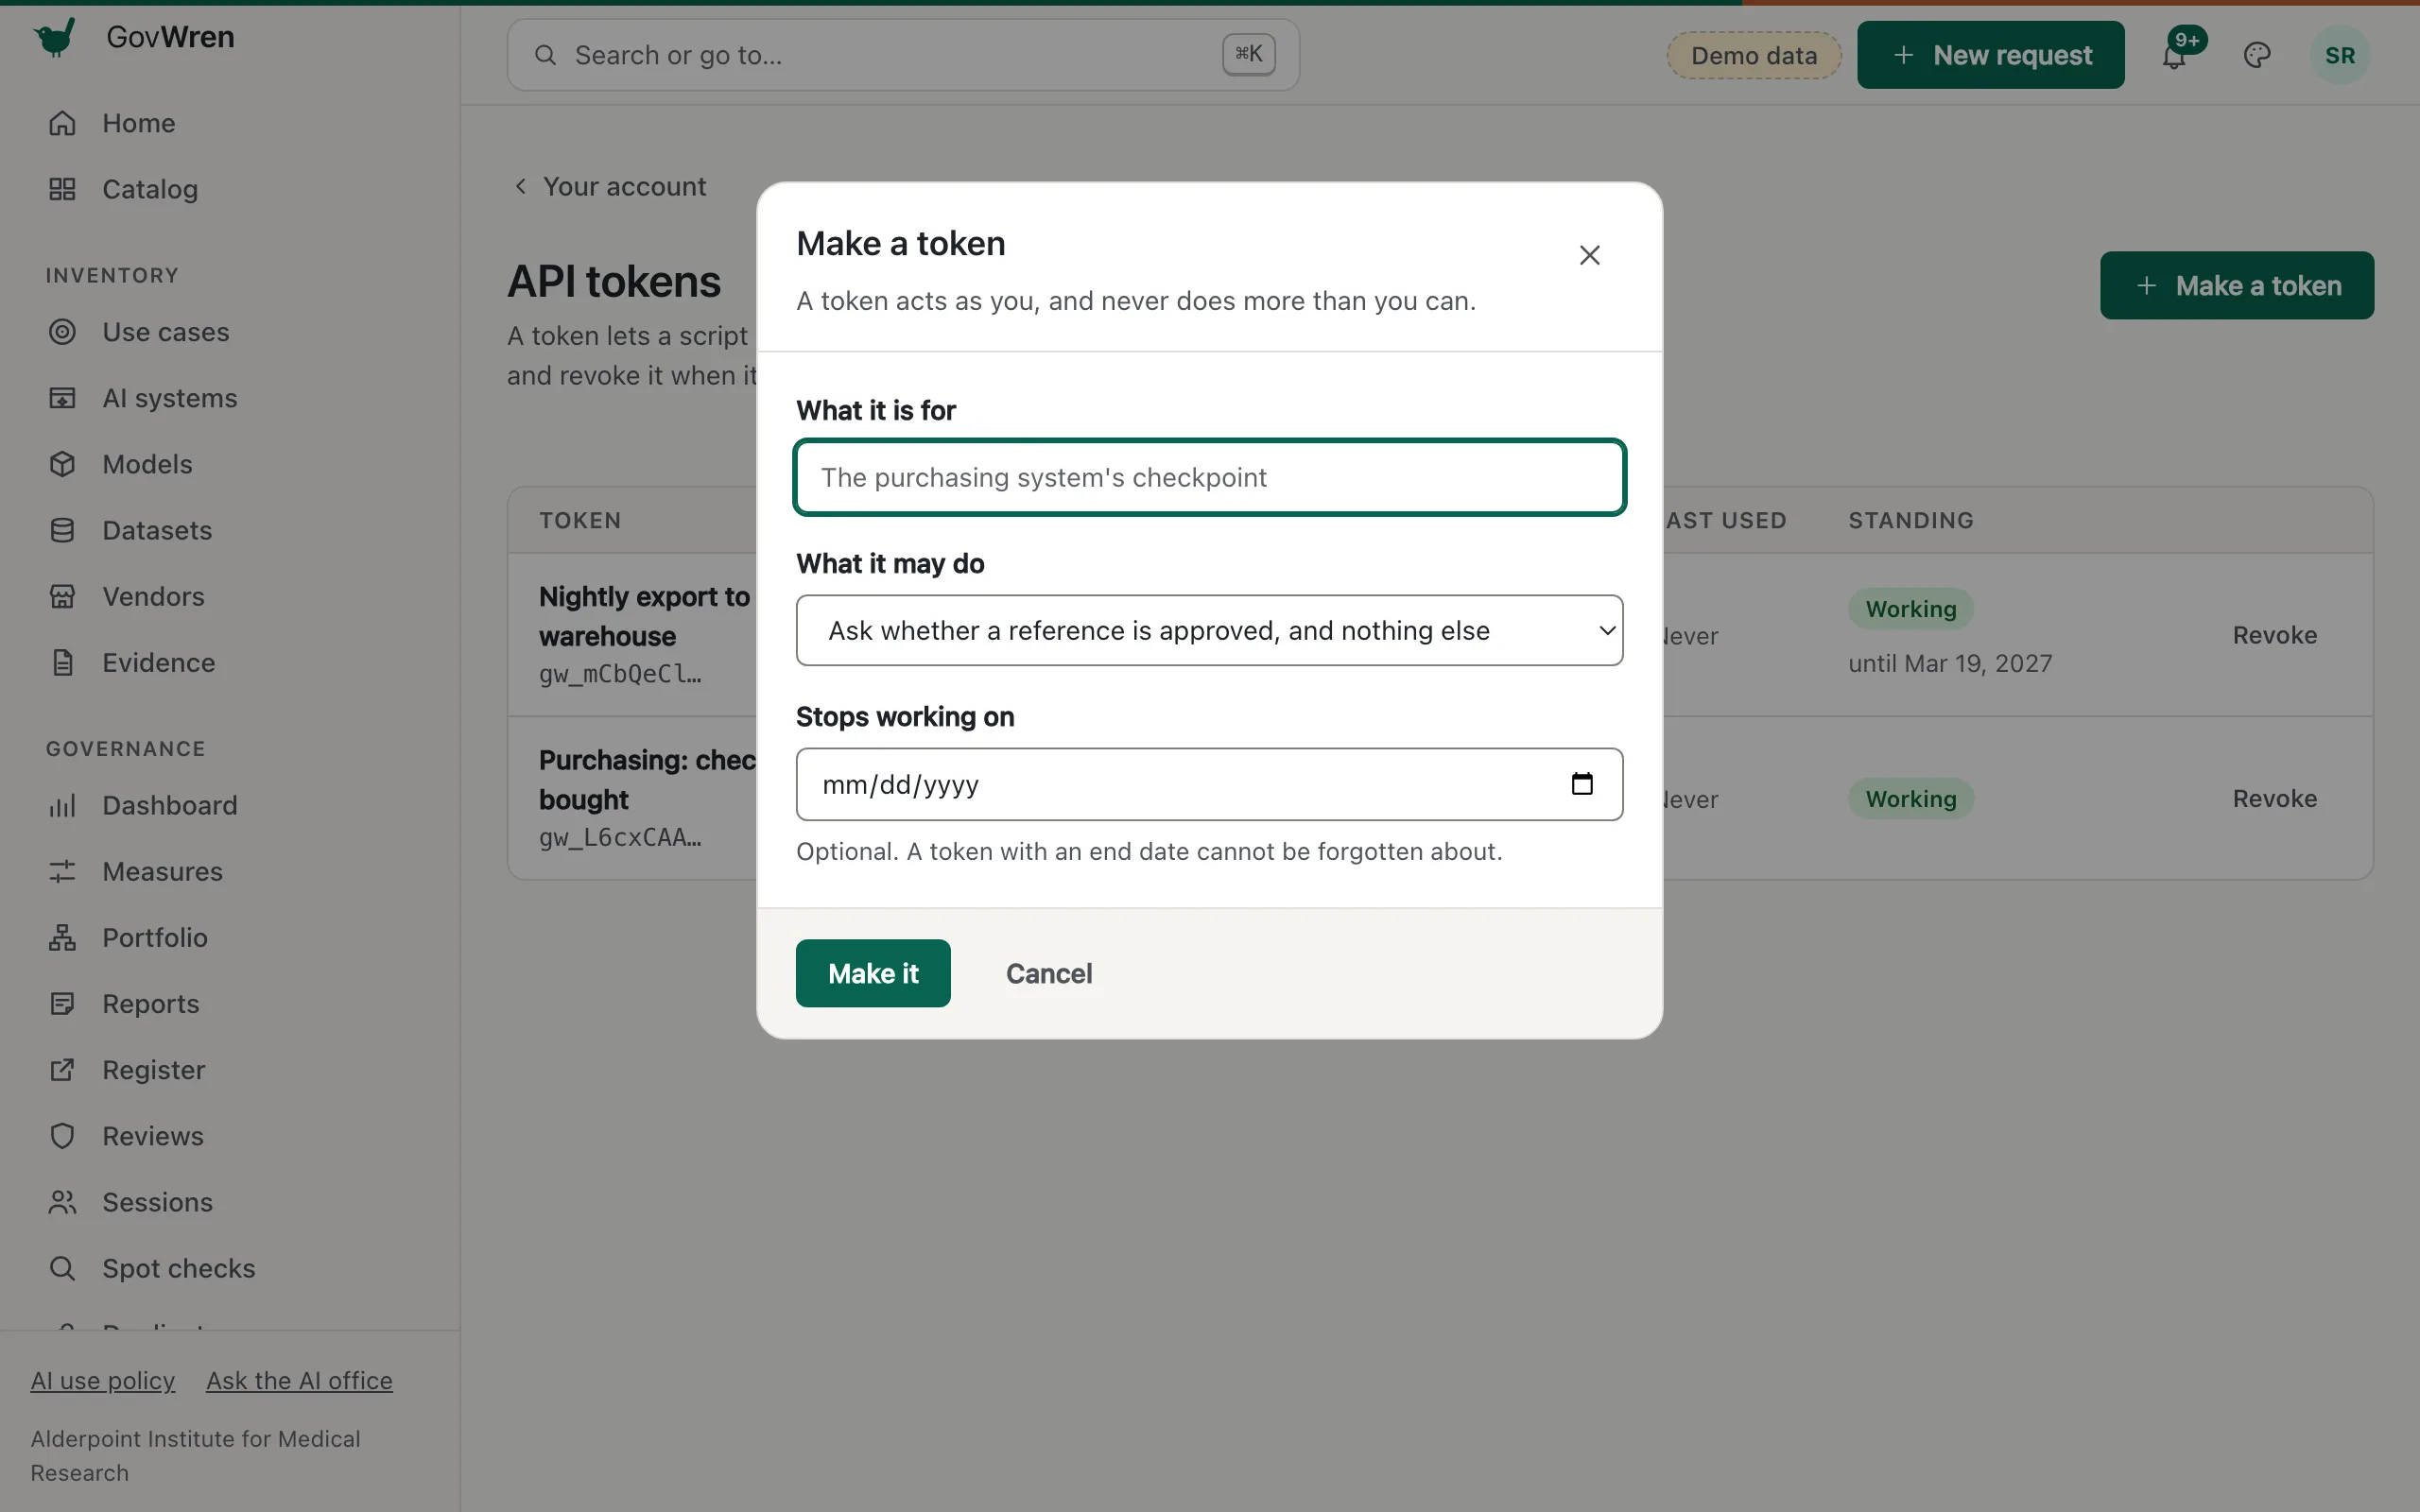 GovWren
Search or go to...
⌘K
Demo data
New request
9+
SR
Home
Catalog
INVENTORY
Use cases
AI systems
Models
Datasets
Vendors
Evidence
GOVERNANCE
Dashboard
Measures
Portfolio
Reports
Register
Reviews
Sessions
Spot checks
AI use policy
Ask the AI office
Alderpoint Institute for Medical
Research
Your account
API tokens
A token lets a script
and revoke it when it
Make a token
TOKEN
AST USED
STANDING
Nightly export to
warehouse
gw_mCbQeCl…
Never
Working
until Mar 19, 2027
Revoke
Purchasing: chec
bought
gw_L6cxCAA…
Never
Working
Revoke
Make a token
A token acts as you, and never does more than you can.
What it is for
The purchasing system's checkpoint
What it may do
Ask whether a reference is approved, and nothing else
Stops working on
mm/dd/yyyy
Optional. A token with an end date cannot be forgotten about.
Make it
Cancel